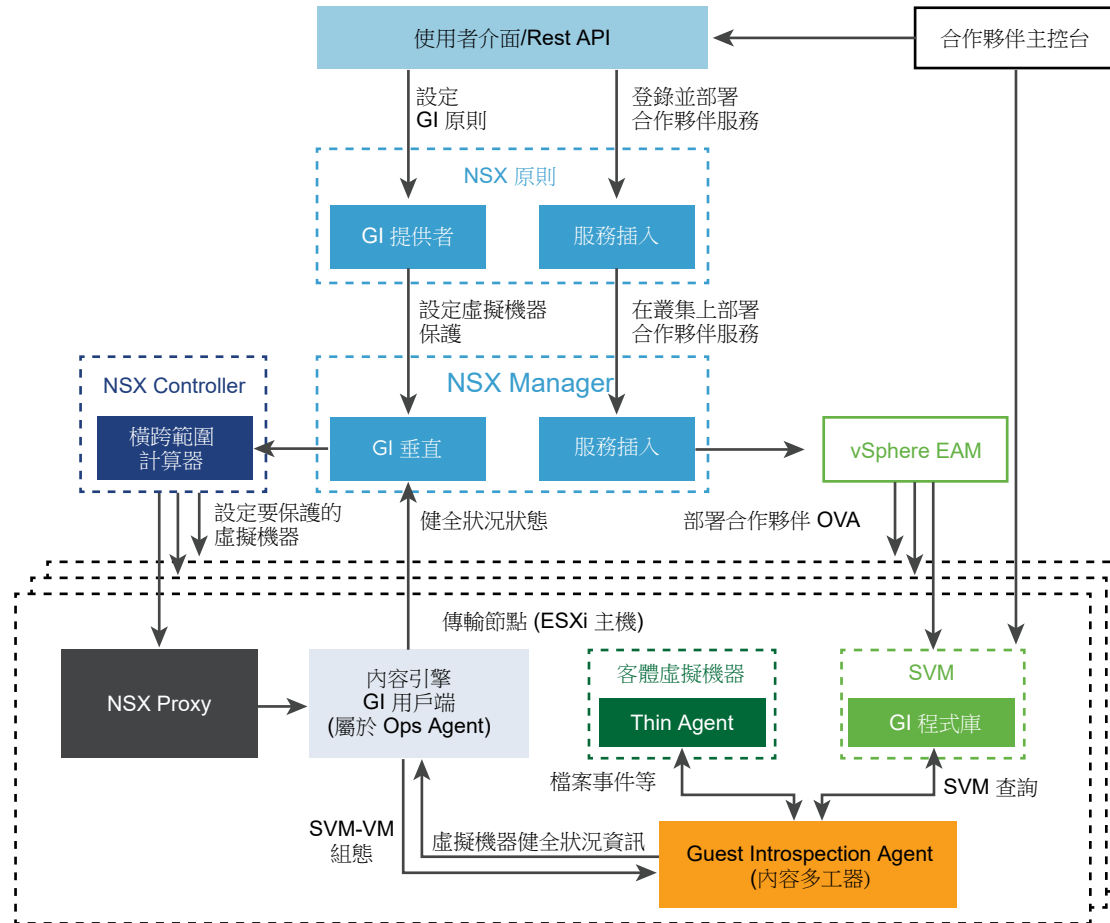 使用者介面/Rest API
合作夥伴主控台
設定
GI 原則
登錄並部署
合作夥伴服務
NSX 原則
GI 提供者
服務插入
設定虛擬機器
保護
在叢集上部署
合作夥伴服務
NSX Controller
橫跨範圍
計算器
NSX Manager
GI 垂直
服務插入
vSphere EAM
設定要保護的
虛擬機器
健全狀況狀態
部署合作夥伴 OVA
傳輸節點 (ESXi 主機)
NSX Proxy
內容引擎
GI 用戶端
(屬於 Ops Agent)
客體虛擬機器
Thin Agent
SVM
GI 程式庫
檔案事件等
SVM 查詢
SVM-VM
組態
虛擬機器健全狀況資訊
Guest Introspection Agent
(內容多工器)